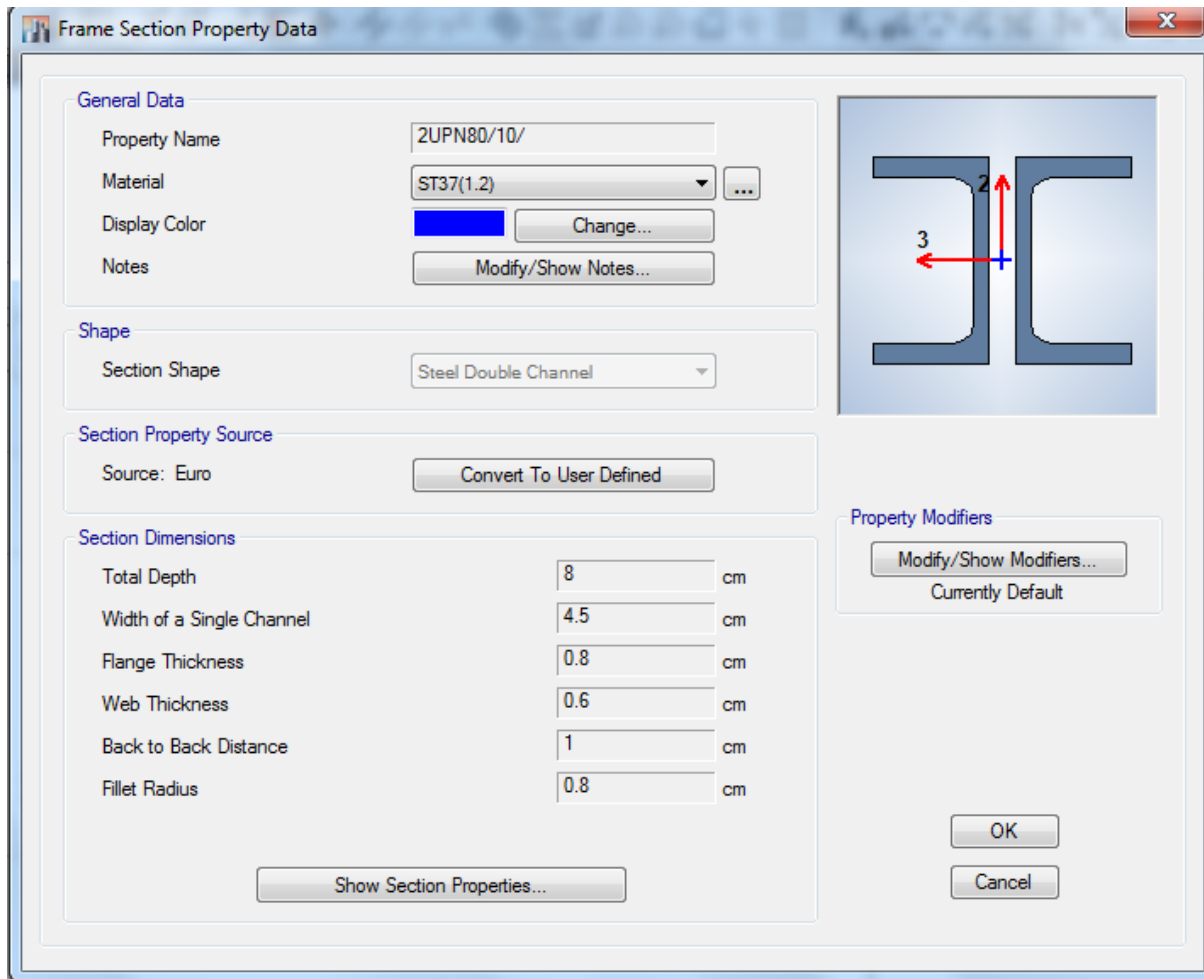 Frame Section Property Data
General Data
Property Name 2UPN80/10/
Material ST37(1.2) ...
Display Color Change...
Notes Modify/Show Notes...
Shape
Section Shape Steel Double Channel
Section Property Source
Source: Euro Convert To User Defined
Section Dimensions
Total Depth 8 cm
Width of a Single Channel 4.5 cm
Flange Thickness 0.8 cm
Web Thickness 0.6 cm
Back to Back Distance 1 cm
Fillet Radius 0.8 cm
Show Section Properties...
2
3
Property Modifiers
Modify/Show Modifiers...
Currently Default
OK
Cancel